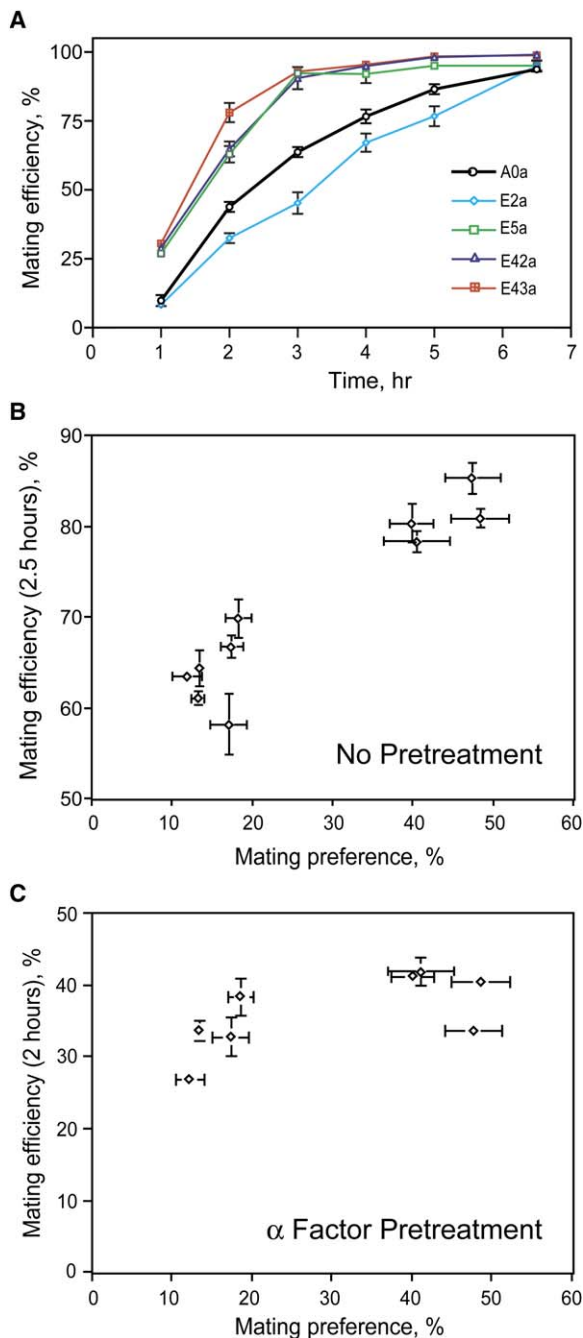 A
Mating efficiency, %
100
75
50
25
0
0 1 2 3 4 5 6 7
Time, hr
A0a
E2a
E5a
E42a
E43a
B
Mating efficiency (2.5 hours), %
90
80
70
60
50
0 10 20 30 40 50 60
No Pretreatment
Mating preference, %
C
Mating efficiency (2 hours), %
50
40
30
20
10
0
0 10 20 30 40 50 60
α Factor Pretreatment
Mating preference, %